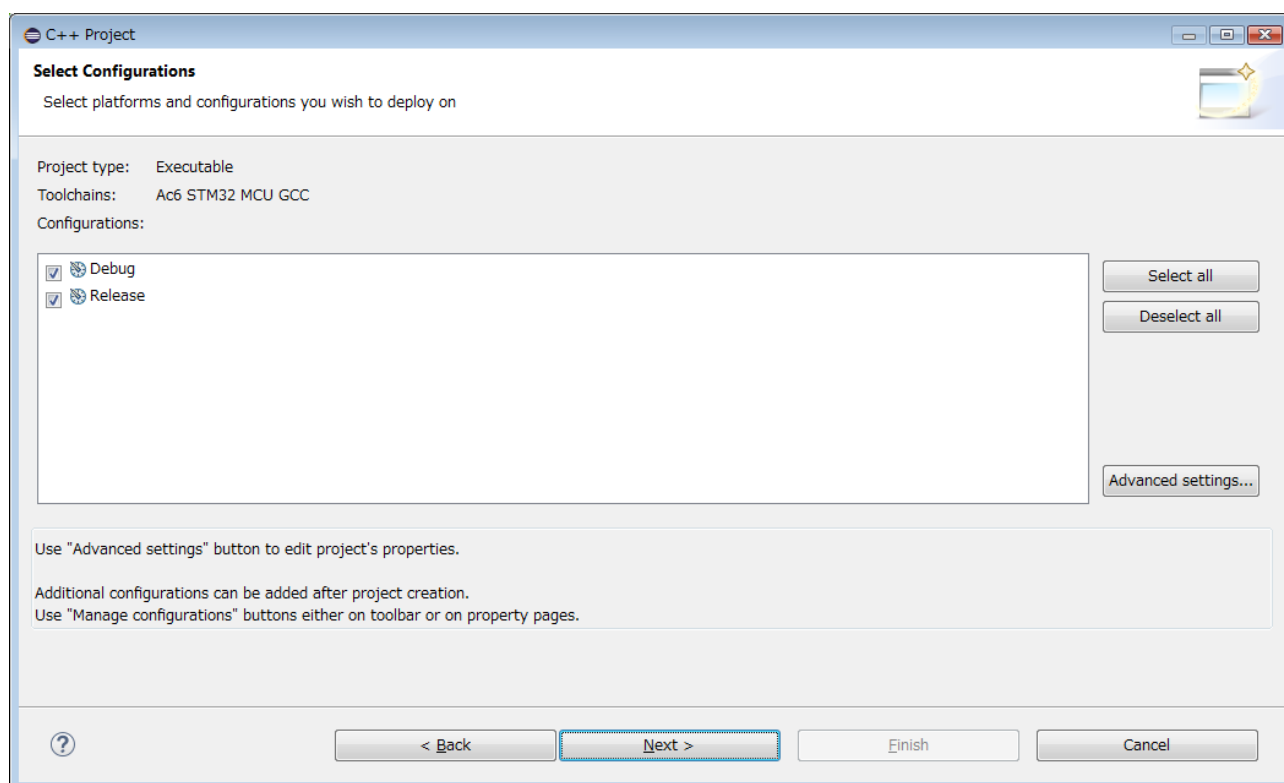 C++ Project
Select Configurations
Select platforms and configurations you wish to deploy on
Project type: Executable
Toolchains: Ac6 STM32 MCU GCC
Configurations:
Debug
Release
Select all
Deselect all
Advanced settings...
Use "Advanced settings" button to edit project's properties.
Additional configurations can be added after project creation.
Use "Manage configurations" buttons either on toolbar or on property pages.
?
< Back
Next >
Finish
Cancel